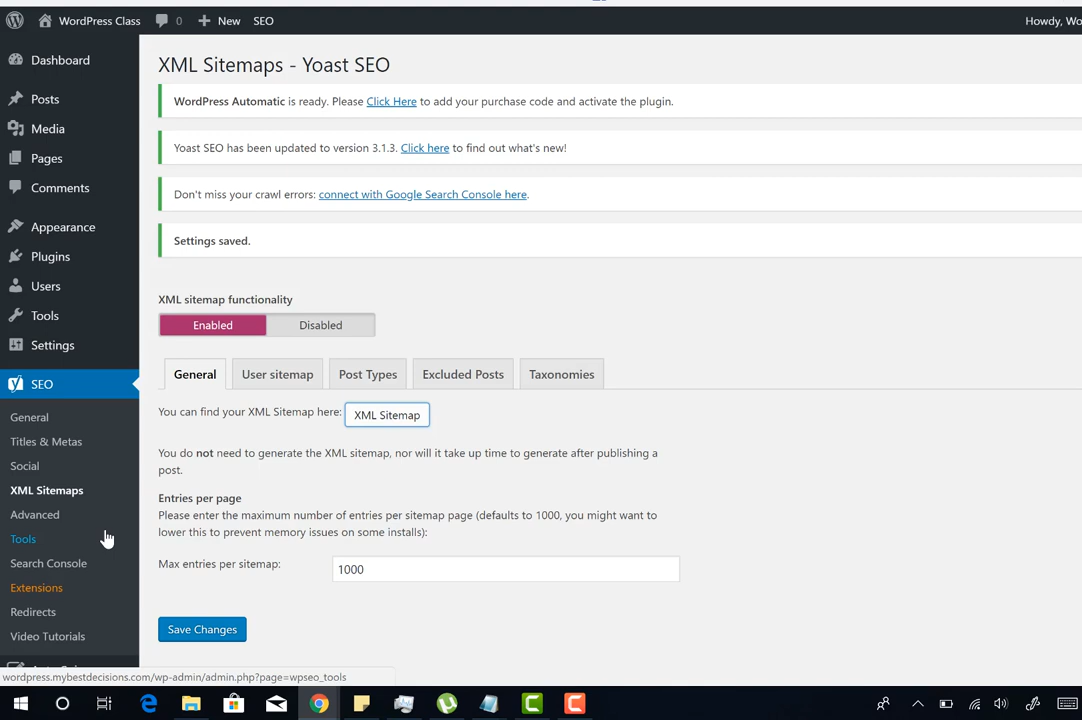 WordPress Class 0 New SEO Howdy, Wo
Dashboard
Posts
Media
Pages
Comments
Appearance
Plugins
Users
Tools
Settings
SEO
General
Titles & Metas
Social
XML Sitemaps
Advanced
Tools
Search Console
Extensions
Redirects
Video Tutorials
XML Sitemaps - Yoast SEO
WordPress Automatic is ready. Please Click Here to add your purchase code and activate the plugin.
Yoast SEO has been updated to version 3.1.3. Click here to find out what's new!
Don't miss your crawl errors: connect with Google Search Console here.
Settings saved.
XML sitemap functionality
Enabled Disabled
General User sitemap Post Types Excluded Posts Taxonomies
You can find your XML Sitemap here: XML Sitemap
You do not need to generate the XML sitemap, nor will it take up time to generate after publishing a
post.
Entries per page
Please enter the maximum number of entries per sitemap page (defaults to 1000, you might want to
lower this to prevent memory issues on some installs):
Max entries per sitemap: 1000
Save Changes
wordpress.mybestdecisions.com/wp-admin/admin.php?page=wpseo_tools